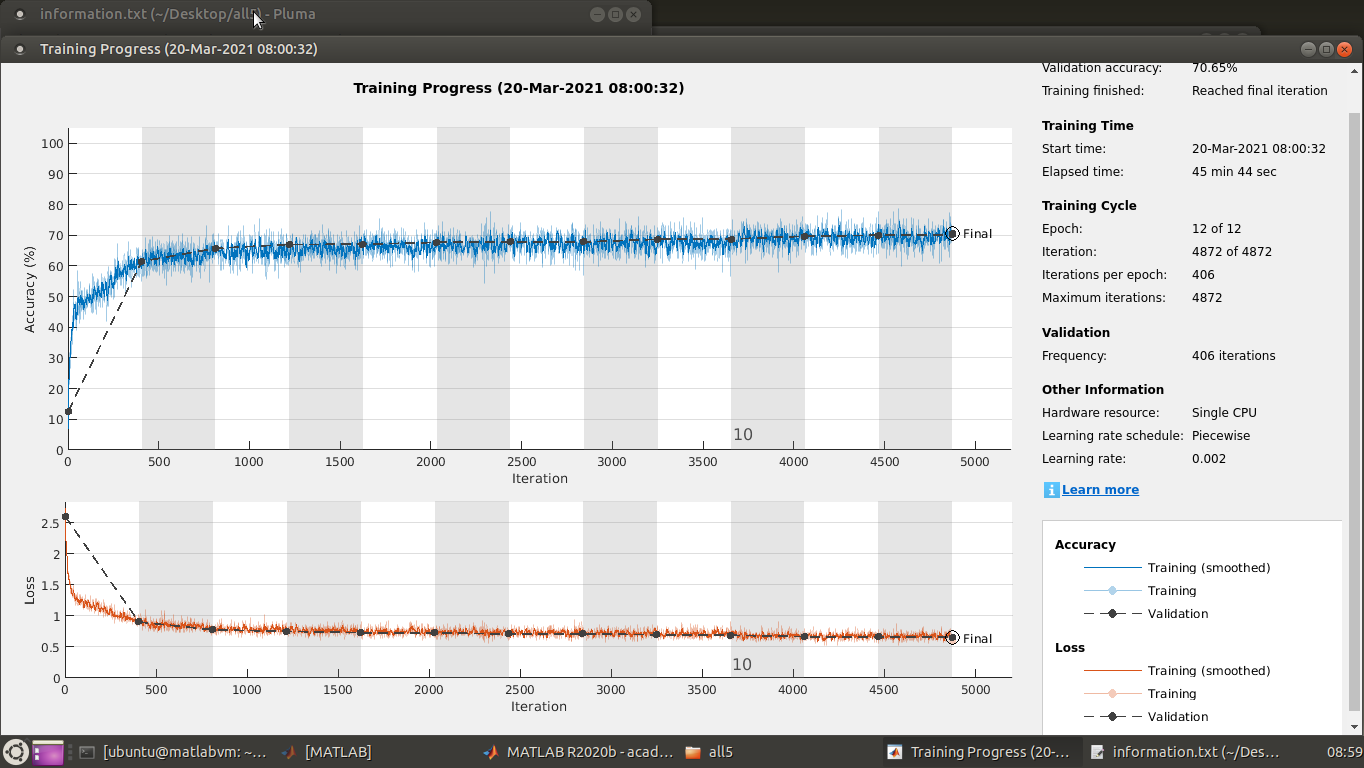 information.txt (~/Desktop/all5) - Pluma
Training Progress (20-Mar-2021 08:00:32)
Training Progress (20-Mar-2021 08:00:32)
Accuracy (%)
100
90
80
70
60
50
40
30
20
10
0
Final
10
0 500 1000 1500 2000 2500 3000 3500 4000 4500 5000
Iteration
Loss
2.5
2
1.5
1
0.5
0
Final
10
0 500 1000 1500 2000 2500 3000 3500 4000 4500 5000
Iteration
Validation accuracy: 70.65%
Training finished: Reached final iteration
Training Time
Start time: 20-Mar-2021 08:00:32
Elapsed time: 45 min 44 sec
Training Cycle
Epoch: 12 of 12
Iteration: 4872 of 4872
Iterations per epoch: 406
Maximum iterations: 4872
Validation
Frequency: 406 iterations
Other Information
Hardware resource: Single CPU
Learning rate schedule: Piecewise
Learning rate: 0.002
i Learn more
Accuracy
Training (smoothed)
Training
Validation
Loss
Training (smoothed)
Training
Validation
[ubuntu@matlabvm: ~... [MATLAB] MATLAB R2020b - acad... all5 Training Progress (20-... information.txt (~/Des... 08:59